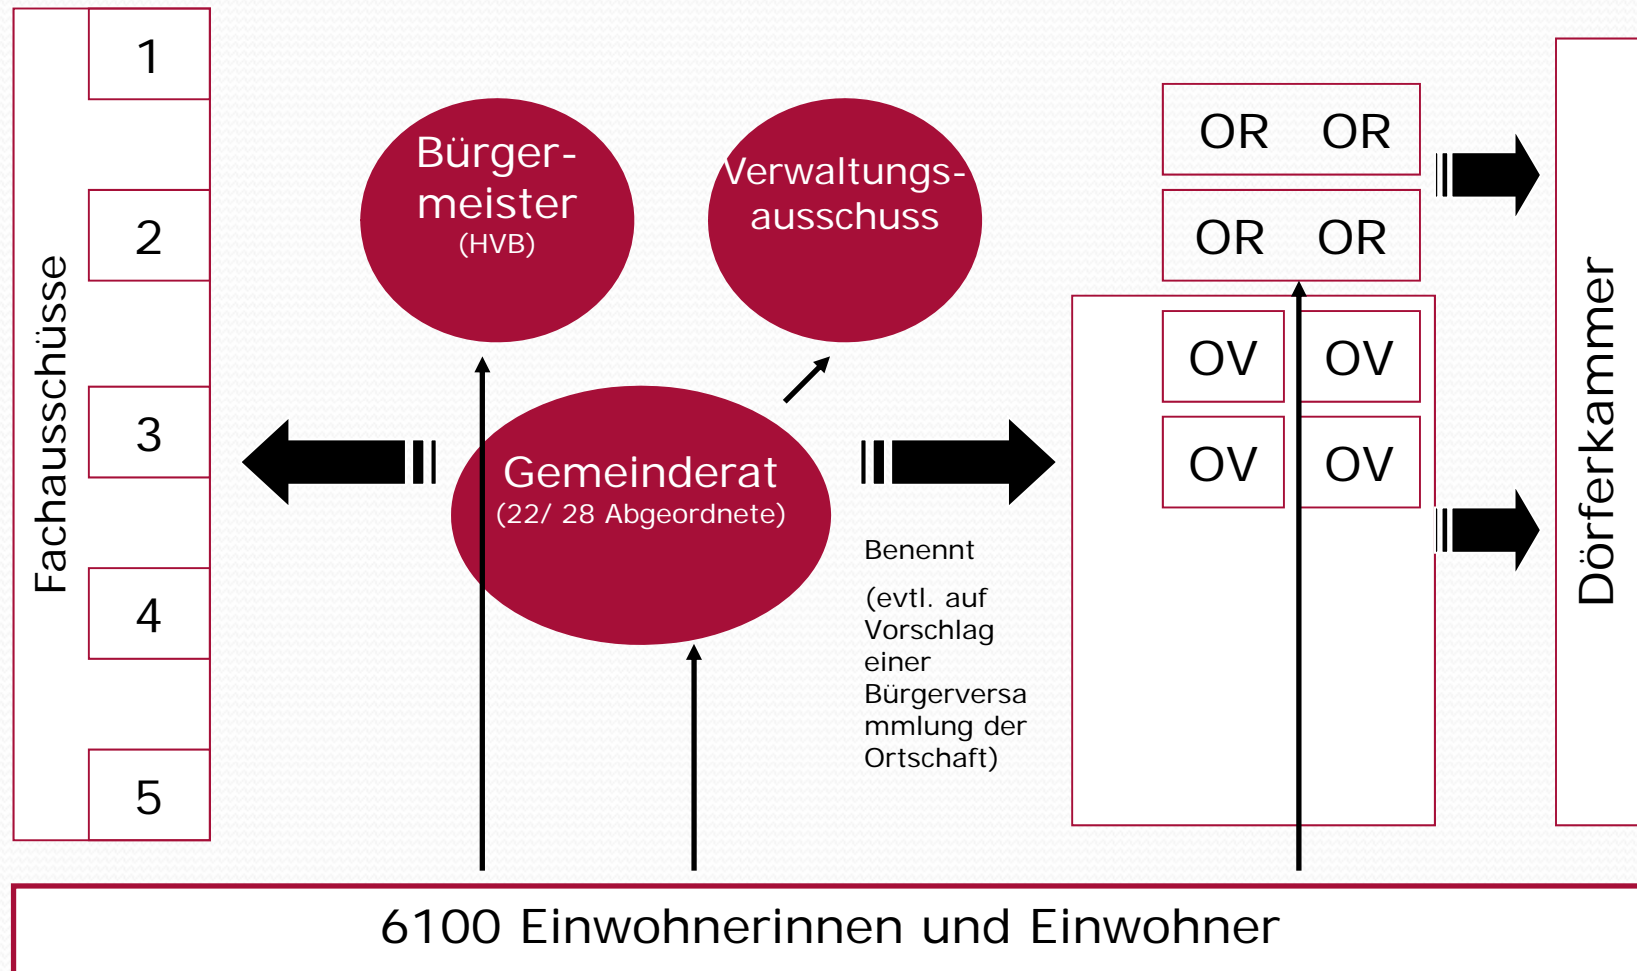 Fachausschüsse
1
2
3
4
5
Bürger-
meister
(HVB)
Verwaltungs-
ausschuss
Gemeinderat
(22/ 28 Abgeordnete)
Benennt
(evtl. auf
Vorschlag
einer
Bürgerversa
mmlung der
Ortschaft)
OR OR
OR OR
OV OV
OV OV
Dörferkammer
6100 Einwohnerinnen und Einwohner